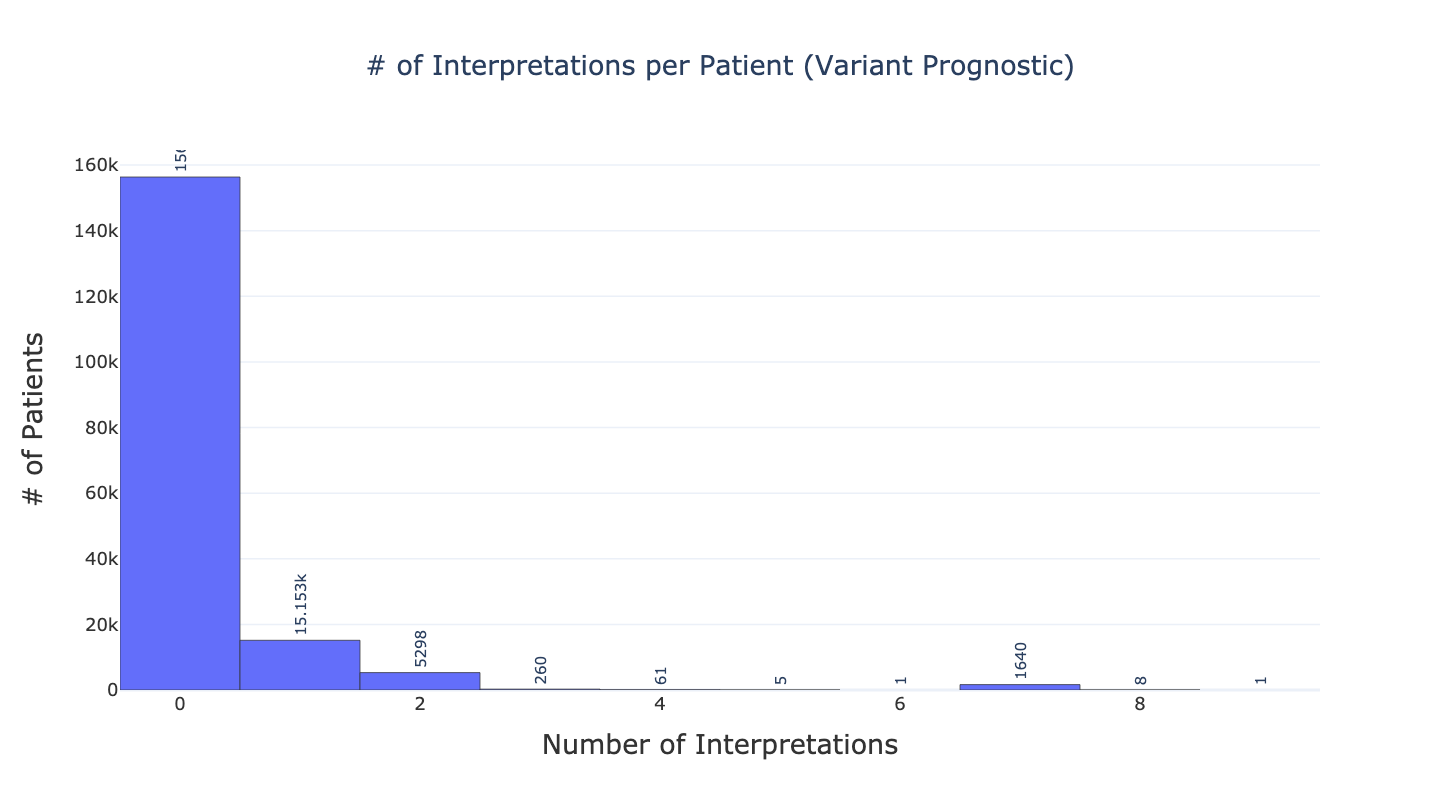 # of Interpretations per Patient (Variant Prognostic)
160k
140k
120k
100k
80k
60k
40k
20k
0
# of Patients
15.153k
5298
260
61
5
1
1640
8
1
0
2
4
6
8
Number of Interpretations